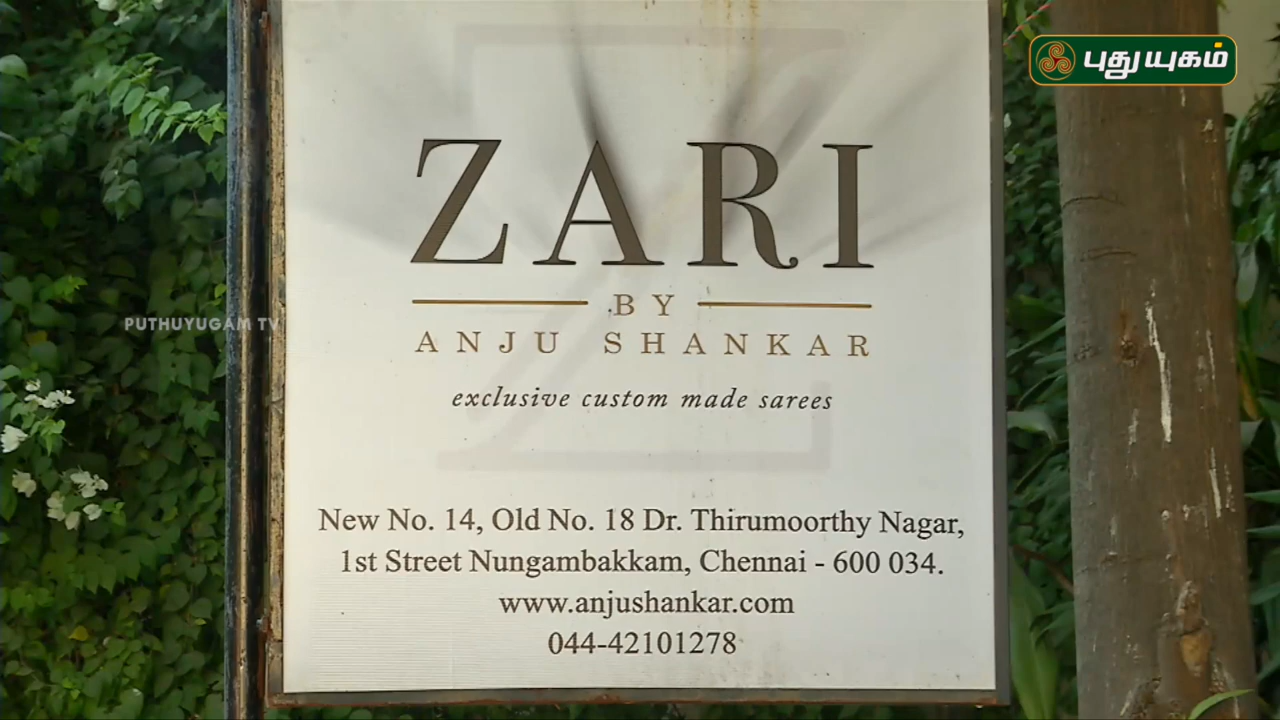 புதுயுகம்
ZARI
BY
ANJU SHANKAR
PUTHUYUGAM TV
exclusive custom made sarees
New No. 14, Old No. 18 Dr. Thirumoorthy Nagar,
1st Street Nungambakkam, Chennai - 600 034.
www.anjushankar.com
044-42101278